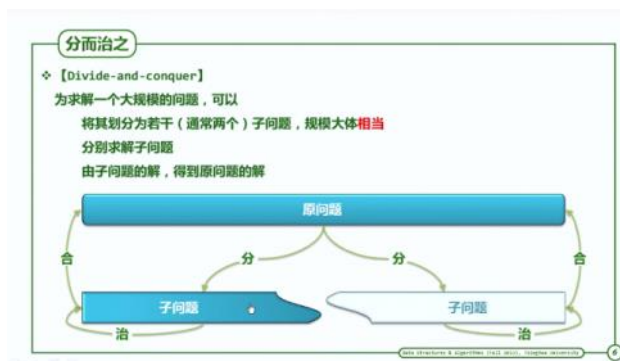 分而治之
❖ 【Divide-and-conquer】
为求解一个大规模的问题，可以
将其划分为若干（通常两个）子问题，规模大体相当
分别求解子问题
由子问题的解，得到原问题的解
原问题
合 分 分 合
子问题 子问题
治 治
Data Structures & Algorithms (Fall 2013), Tsinghua University
6